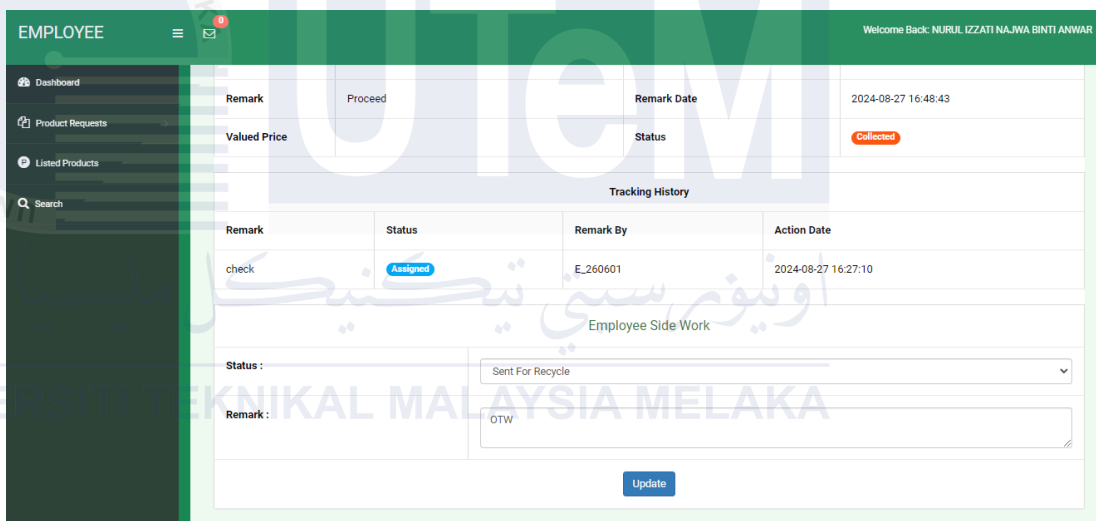 EMPLOYEE
0
Welcome Back: NURUL IZZATI NAJWA BINTI ANWAR
Dashboard
Product Requests
Listed Products
Search
Remark Proceed Remark Date 2024-08-27 16:48:43
Valued Price Status Collected
Tracking History
Remark Status Remark By Action Date
check Assigned E_260601 2024-08-27 16:27:10
Employee Side Work
Status : Sent For Recycle
Remark : OTW
Update
UTeM
اونيۏرسيتي تيكنيكل
TEKNIKAL MALAYSIA MELAKA